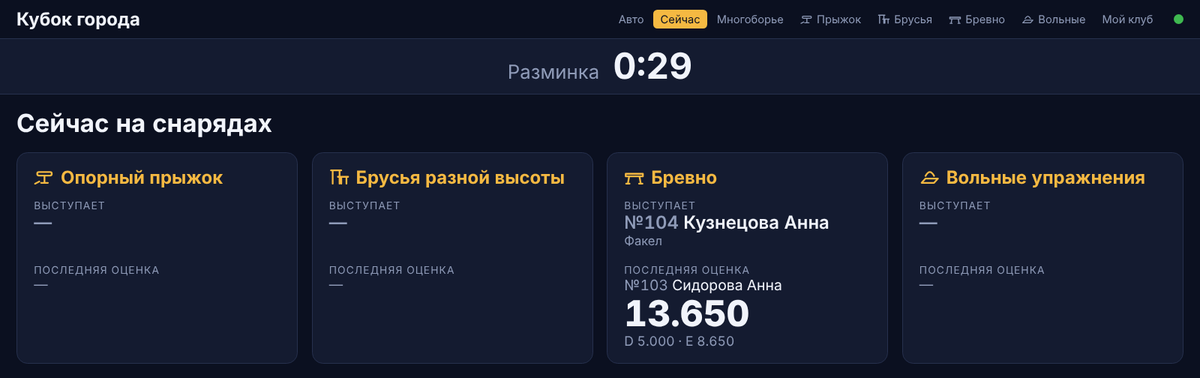 Кубок города
Авто Сейчас Многоборье Прыжок Брусья Бревно Вольные Мой клуб
Разминка 0:29
Сейчас на снарядах
Опорный прыжок
ВЫСТУПАЕТ
—
ПОСЛЕДНЯЯ ОЦЕНКА
—
Брусья разной высоты
ВЫСТУПАЕТ
—
ПОСЛЕДНЯЯ ОЦЕНКА
—
Бревно
ВЫСТУПАЕТ
№104 Кузнецова Анна
Факел
ПОСЛЕДНЯЯ ОЦЕНКА
№103 Сидорова Анна
13.650
D 5.000 · E 8.650
Вольные упражнения
ВЫСТУПАЕТ
—
ПОСЛЕДНЯЯ ОЦЕНКА
—